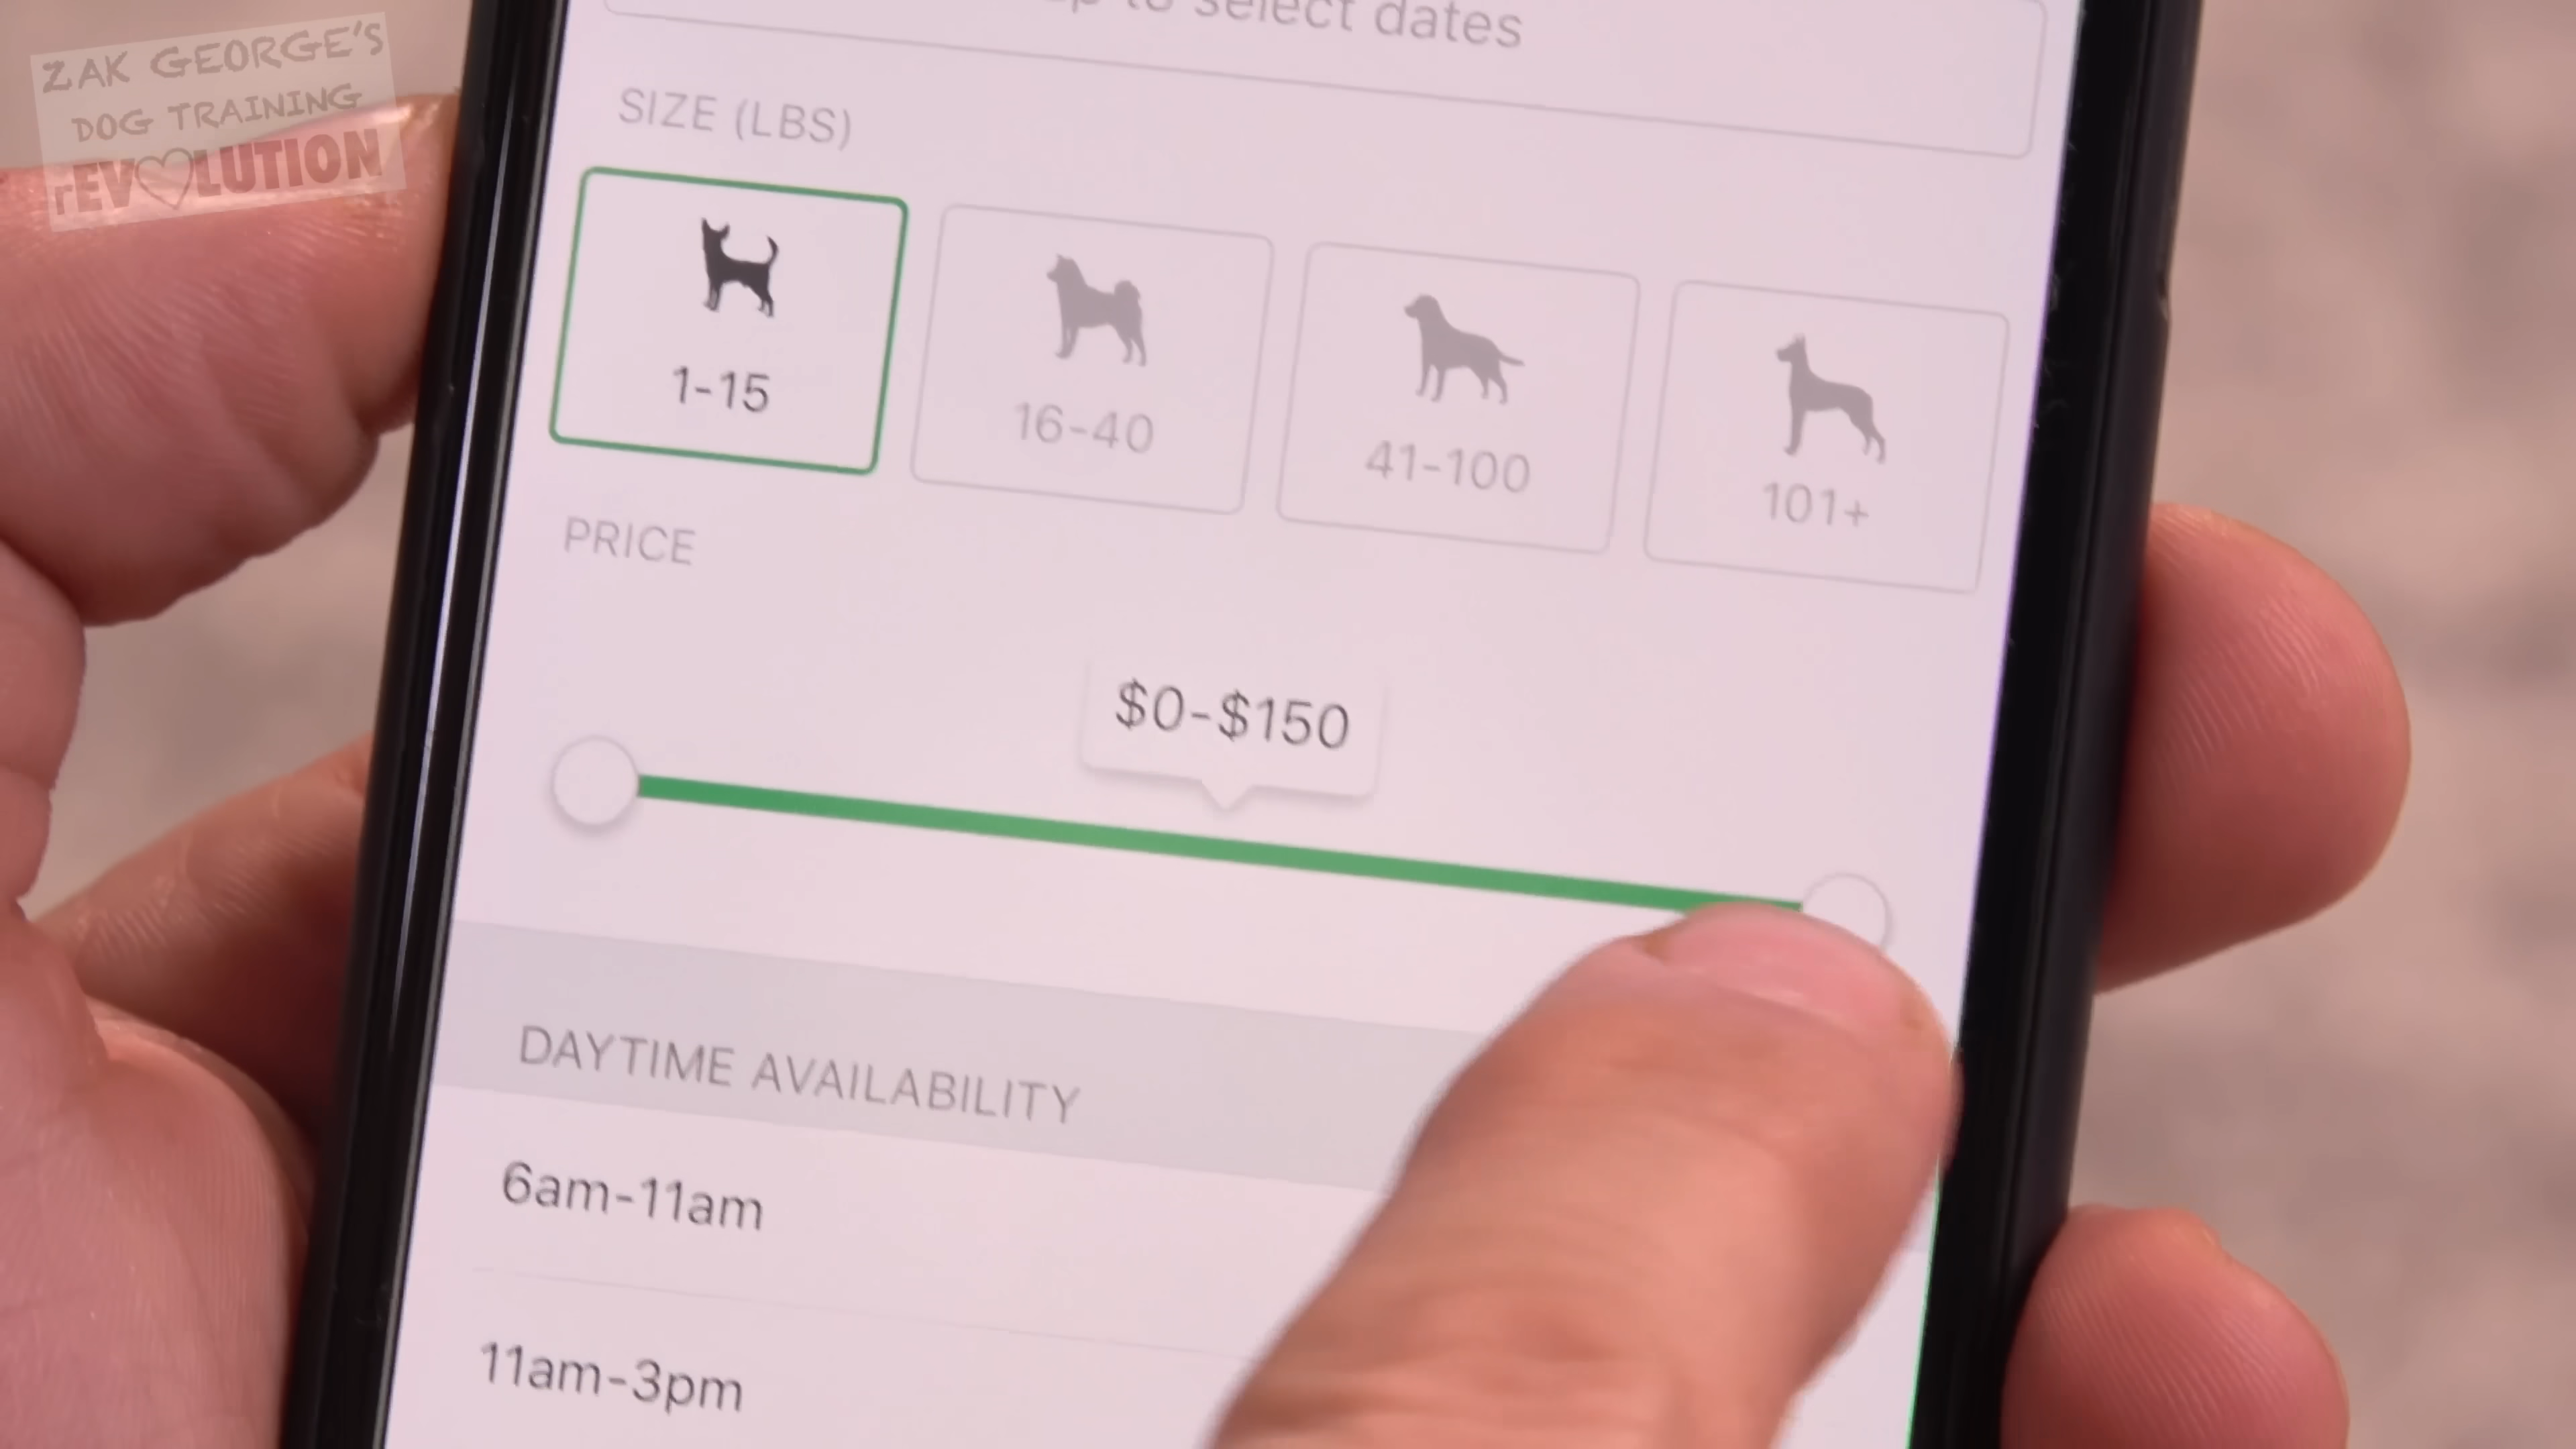 ZAK GEORGE'S
DOG TRAINING
rEVOLUTION
to select dates
SIZE (LBS)
1-15
16-40
41-100
101+
PRICE
$0-$150
DAYTIME AVAILABILITY
6am-11am
11am-3pm